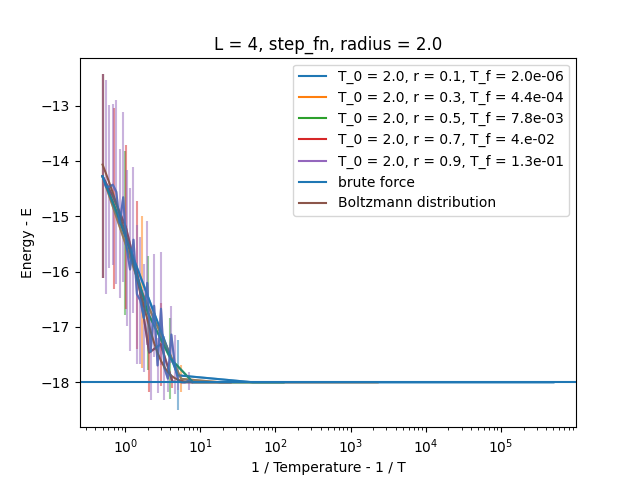 L = 4, step_fn, radius = 2.0
T_0 = 2.0, r = 0.1, T_f = 2.0e-06
T_0 = 2.0, r = 0.3, T_f = 4.4e-04
T_0 = 2.0, r = 0.5, T_f = 7.8e-03
T_0 = 2.0, r = 0.7, T_f = 4.e-02
T_0 = 2.0, r = 0.9, T_f = 1.3e-01
brute force
Boltzmann distribution
Energy - E
−13
−14
−15
−16
−17
−18
10⁰ 10¹ 10² 10³ 10⁴ 10⁵
1 / Temperature - 1 / T